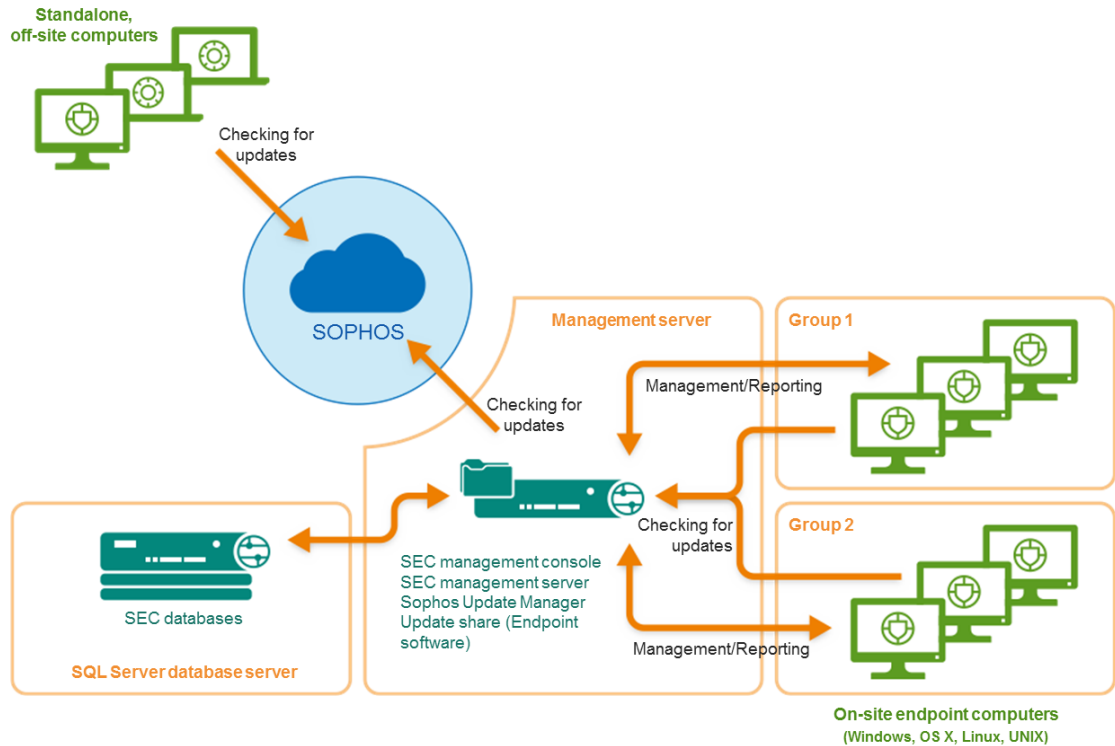 Standalone,
off-site computers
Checking for
updates
SOPHOS
Management server
Group 1
Management/Reporting
Checking for
updates
Group 2
Checking for
updates
SEC management console
SEC management server
Sophos Update Manager
Update share (Endpoint
software)
SEC databases
Management/Reporting
SQL Server database server
On-site endpoint computers
(Windows, OS X, Linux, UNIX)